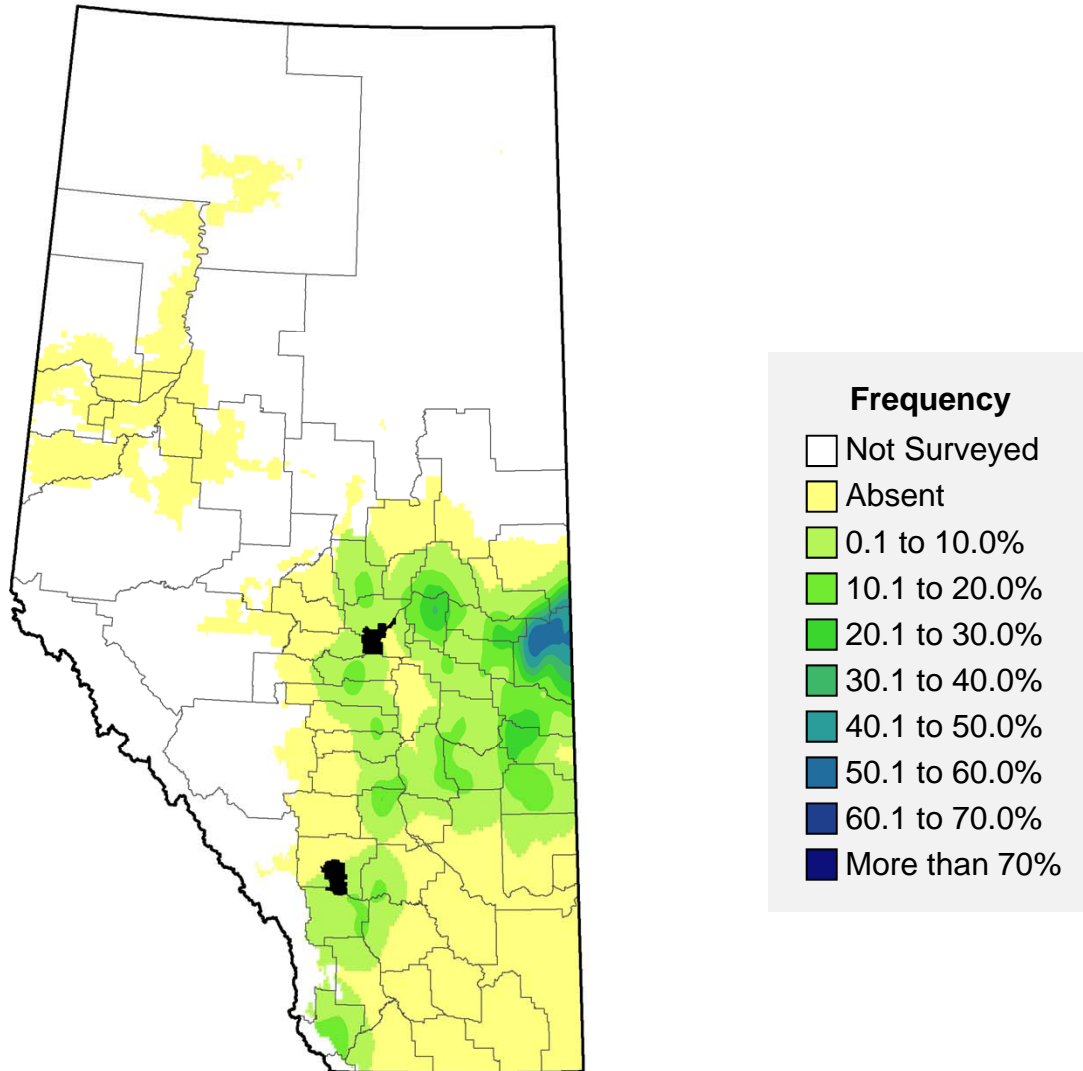 Frequency
Not Surveyed
Absent
0.1 to 10.0%
10.1 to 20.0%
20.1 to 30.0%
30.1 to 40.0%
40.1 to 50.0%
50.1 to 60.0%
60.1 to 70.0%
More than 70%